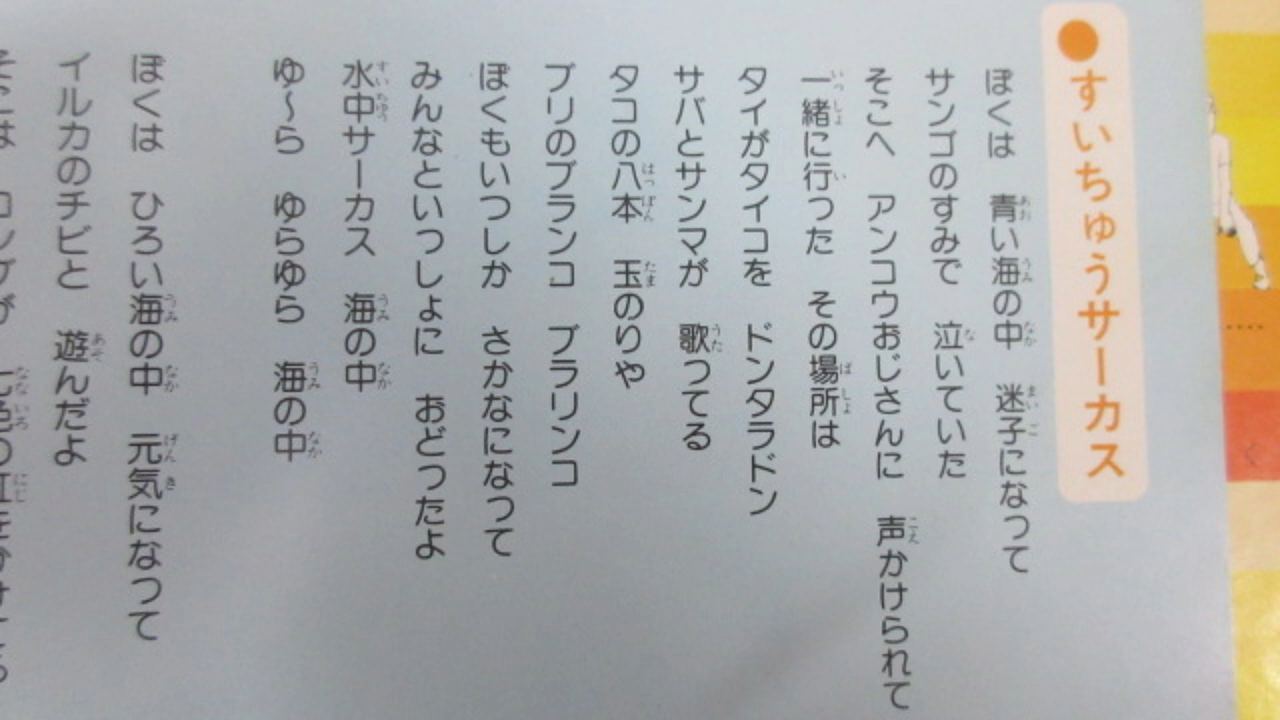 ●すいちゅうサーカス
ぼくは 青い海の中 迷子になって
サンゴのすみで 泣いていた
そこへ アンコウおじさんに 声かけられて
一緒に行った その場所は
タイがタイコを ドンタラドン
サバとサンマが 歌ってる
タコの八本 玉のりや
ブリのブランコ ブラリンコ
ぼくもいつしか さかなになって
みんなといっしょに おどったよ
水中サーカス 海の中
ゆ〜ら ゆらゆら 海の中
ぼくは ひろい海の中 元気になって
イルカのチビと 遊んだよ
そこは